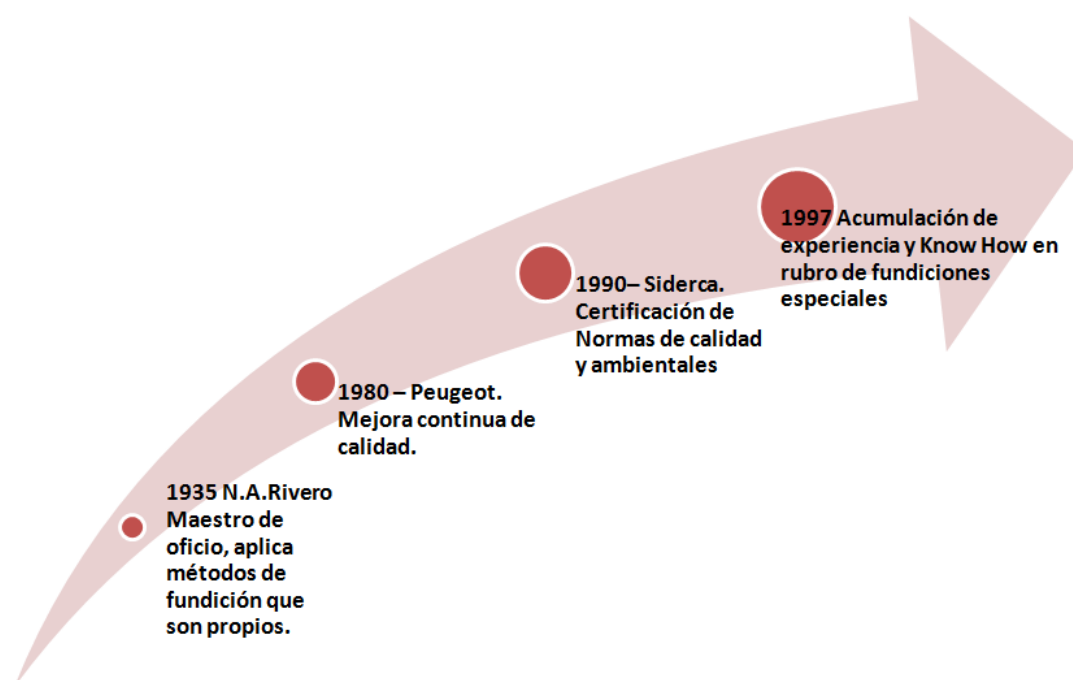 1997 Acumulación de
experiencia y Know How en
rubro de fundiciones
especiales
1990– Siderca.
Certificación de
Normas de calidad
y ambientales
1980 – Peugeot.
Mejora continua de
calidad.
1935 N.A.Rivero
Maestro de
oficio, aplica
métodos de
fundición que
son propios.